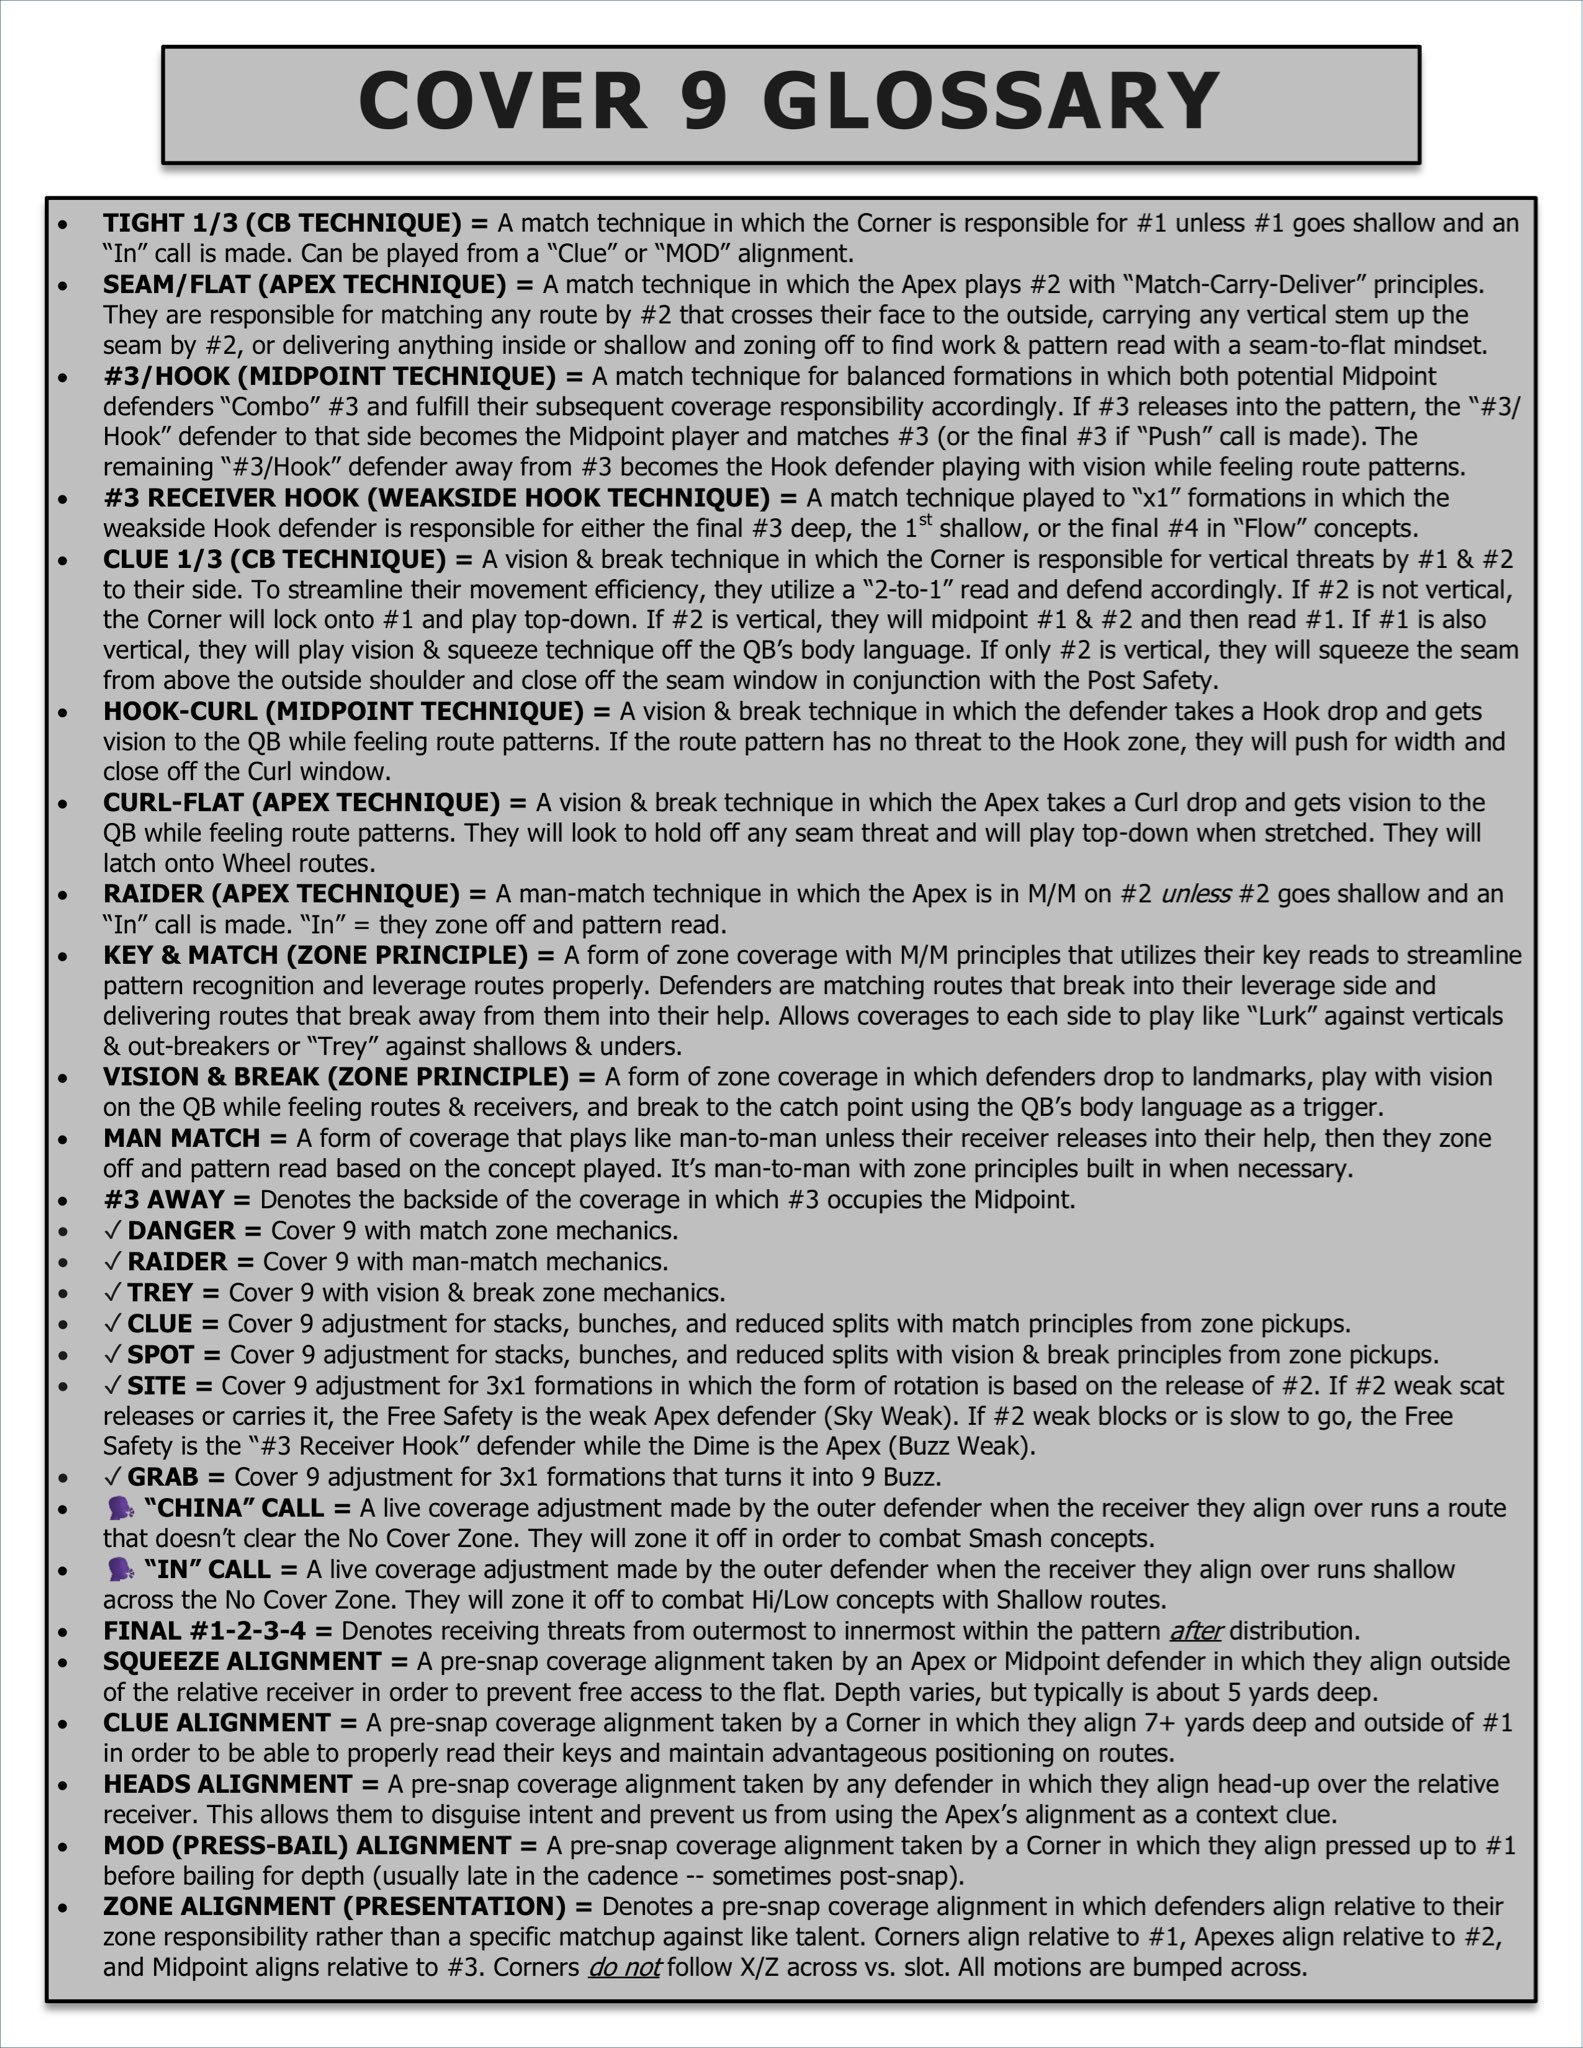 COVER 9 GLOSSARY
• TIGHT 1/3 (CB TECHNIQUE) = A match technique in which the Corner is responsible for #1 unless #1 goes shallow and an
“In” call is made. Can be played from a “Clue” or “MOD” alignment.
• SEAM/FLAT (APEX TECHNIQUE) = A match technique in which the Apex plays #2 with “Match-Carry-Deliver” principles.
They are responsible for matching any route by #2 that crosses their face to the outside, carrying any vertical stem up the
seam by #2, or delivering anything inside or shallow and zoning off to find work & pattern read with a seam-to-flat mindset.
• #3/HOOK (MIDPOINT TECHNIQUE) = A match technique for balanced formations in which both potential Midpoint
defenders “Combo” #3 and fulfill their subsequent coverage responsibility accordingly. If #3 releases into the pattern, the “#3/
Hook” defender to that side becomes the Midpoint player and matches #3 (or the final #3 if “Push” call is made). The
remaining “#3/Hook” defender away from #3 becomes the Hook defender playing with vision while feeling route patterns.
• #3 RECEIVER HOOK (WEAKSIDE HOOK TECHNIQUE) = A match technique played to “x1” formations in which the
weakside Hook defender is responsible for either the final #3 deep, the 1st shallow, or the final #4 in “Flow” concepts.
• CLUE 1/3 (CB TECHNIQUE) = A vision & break technique in which the Corner is responsible for vertical threats by #1 & #2
to their side. To streamline their movement efficiency, they utilize a “2-to-1” read and defend accordingly. If #2 is not vertical,
the Corner will lock onto #1 and play top-down. If #2 is vertical, they will midpoint #1 & #2 and then read #1. If #1 is also
vertical, they will play vision & squeeze technique off the QB’s body language. If only #2 is vertical, they will squeeze the seam
from above the outside shoulder and close off the seam window in conjunction with the Post Safety.
• HOOK-CURL (MIDPOINT TECHNIQUE) = A vision & break technique in which the defender takes a Hook drop and gets
vision to the QB while feeling route patterns. If the route pattern has no threat to the Hook zone, they will push for width and
close off the Curl window.
• CURL-FLAT (APEX TECHNIQUE) = A vision & break technique in which the Apex takes a Curl drop and gets vision to the
QB while feeling route patterns. They will look to hold off any seam threat and will play top-down when stretched. They will
latch onto Wheel routes.
• RAIDER (APEX TECHNIQUE) = A man-match technique in which the Apex is in M/M on #2 unless #2 goes shallow and an
“In” call is made. “In” = they zone off and pattern read.
• KEY & MATCH (ZONE PRINCIPLE) = A form of zone coverage with M/M principles that utilizes their key reads to streamline
pattern recognition and leverage routes properly. Defenders are matching routes that break into their leverage side and
delivering routes that break away from them into their help. Allows coverages to each side to play like “Lurk” against verticals
& out-breakers or “Trey” against shallows & unders.
• VISION & BREAK (ZONE PRINCIPLE) = A form of zone coverage in which defenders drop to landmarks, play with vision
on the QB while feeling routes & receivers, and break to the catch point using the QB’s body language as a trigger.
• MAN MATCH = A form of coverage that plays like man-to-man unless their receiver releases into their help, then they zone
off and pattern read based on the concept played. It’s man-to-man with zone principles built in when necessary.
• #3 AWAY = Denotes the backside of the coverage in which #3 occupies the Midpoint.
• ✓DANGER = Cover 9 with match zone mechanics.
• ✓RAIDER = Cover 9 with man-match mechanics.
• ✓TREY = Cover 9 with vision & break zone mechanics.
• ✓CLUE = Cover 9 adjustment for stacks, bunches, and reduced splits with match principles from zone pickups.
• ✓SPOT = Cover 9 adjustment for stacks, bunches, and reduced splits with vision & break principles from zone pickups.
• ✓SITE = Cover 9 adjustment for 3x1 formations in which the form of rotation is based on the release of #2. If #2 weak scat
releases or carries it, the Free Safety is the weak Apex defender (Sky Weak). If #2 weak blocks or is slow to go, the Free
Safety is the “#3 Receiver Hook” defender while the Dime is the Apex (Buzz Weak).
• ✓GRAB = Cover 9 adjustment for 3x1 formations that turns it into 9 Buzz.
• “CHINA” CALL = A live coverage adjustment made by the outer defender when the receiver they align over runs a route
that doesn’t clear the No Cover Zone. They will zone it off in order to combat Smash concepts.
• “IN” CALL = A live coverage adjustment made by the outer defender when the receiver they align over runs shallow
across the No Cover Zone. They will zone it off to combat Hi/Low concepts with Shallow routes.
• FINAL #1-2-3-4 = Denotes receiving threats from outermost to innermost within the pattern after distribution.
• SQUEEZE ALIGNMENT = A pre-snap coverage alignment taken by an Apex or Midpoint defender in which they align outside
of the relative receiver in order to prevent free access to the flat. Depth varies, but typically is about 5 yards deep.
• CLUE ALIGNMENT = A pre-snap coverage alignment taken by a Corner in which they align 7+ yards deep and outside of #1
in order to be able to properly read their keys and maintain advantageous positioning on routes.
• HEADS ALIGNMENT = A pre-snap coverage alignment taken by any defender in which they align head-up over the relative
receiver. This allows them to disguise intent and prevent us from using the Apex’s alignment as a context clue.
• MOD (PRESS-BAIL) ALIGNMENT = A pre-snap coverage alignment taken by a Corner in which they align pressed up to #1
before bailing for depth (usually late in the cadence -- sometimes post-snap).
• ZONE ALIGNMENT (PRESENTATION) = Denotes a pre-snap coverage alignment in which defenders align relative to their
zone responsibility rather than a specific matchup against like talent. Corners align relative to #1, Apexes align relative to #2,
and Midpoint aligns relative to #3. Corners do not follow X/Z across vs. slot. All motions are bumped across.